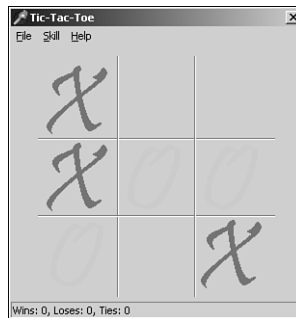 Tic-Tac-Toe
File Skill Help
X
X O O
O X
Wins: 0, Loses: 0, Ties: 0